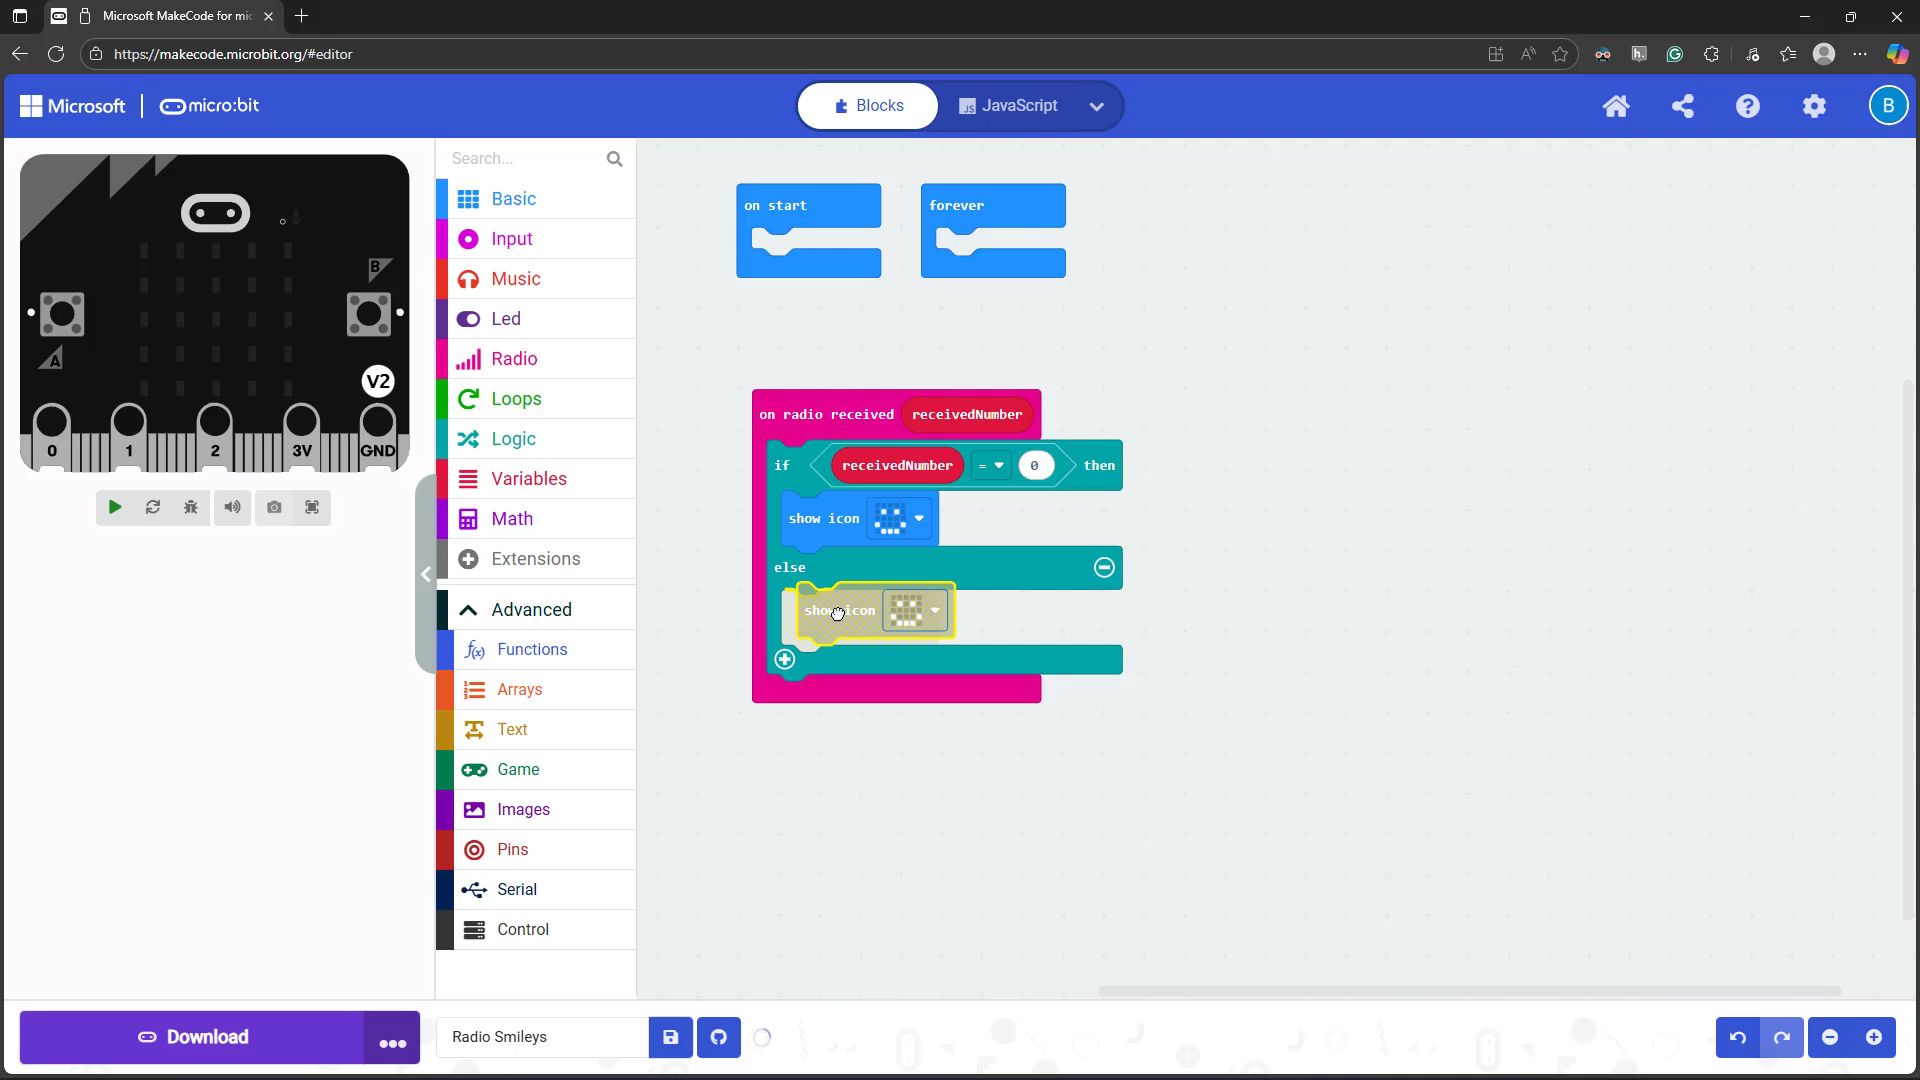 Microsoft MakeCode for mic
https://makecode.microbit.org/#editor
Microsoft
micro:bit
Blocks
JS
JavaScript
B
Search...
Basic
Input
Music
Led
Radio
Loops
Logic
Variables
Math
Extensions
Advanced
f(x) Functions
Arrays
Text
Game
Images
Pins
Serial
Control
B
A
V2
0 1 2 3V GND
on start
forever
on radio received receivedNumber
if receivedNumber = 0 then
show icon
else
show icon
Download
Radio Smileys